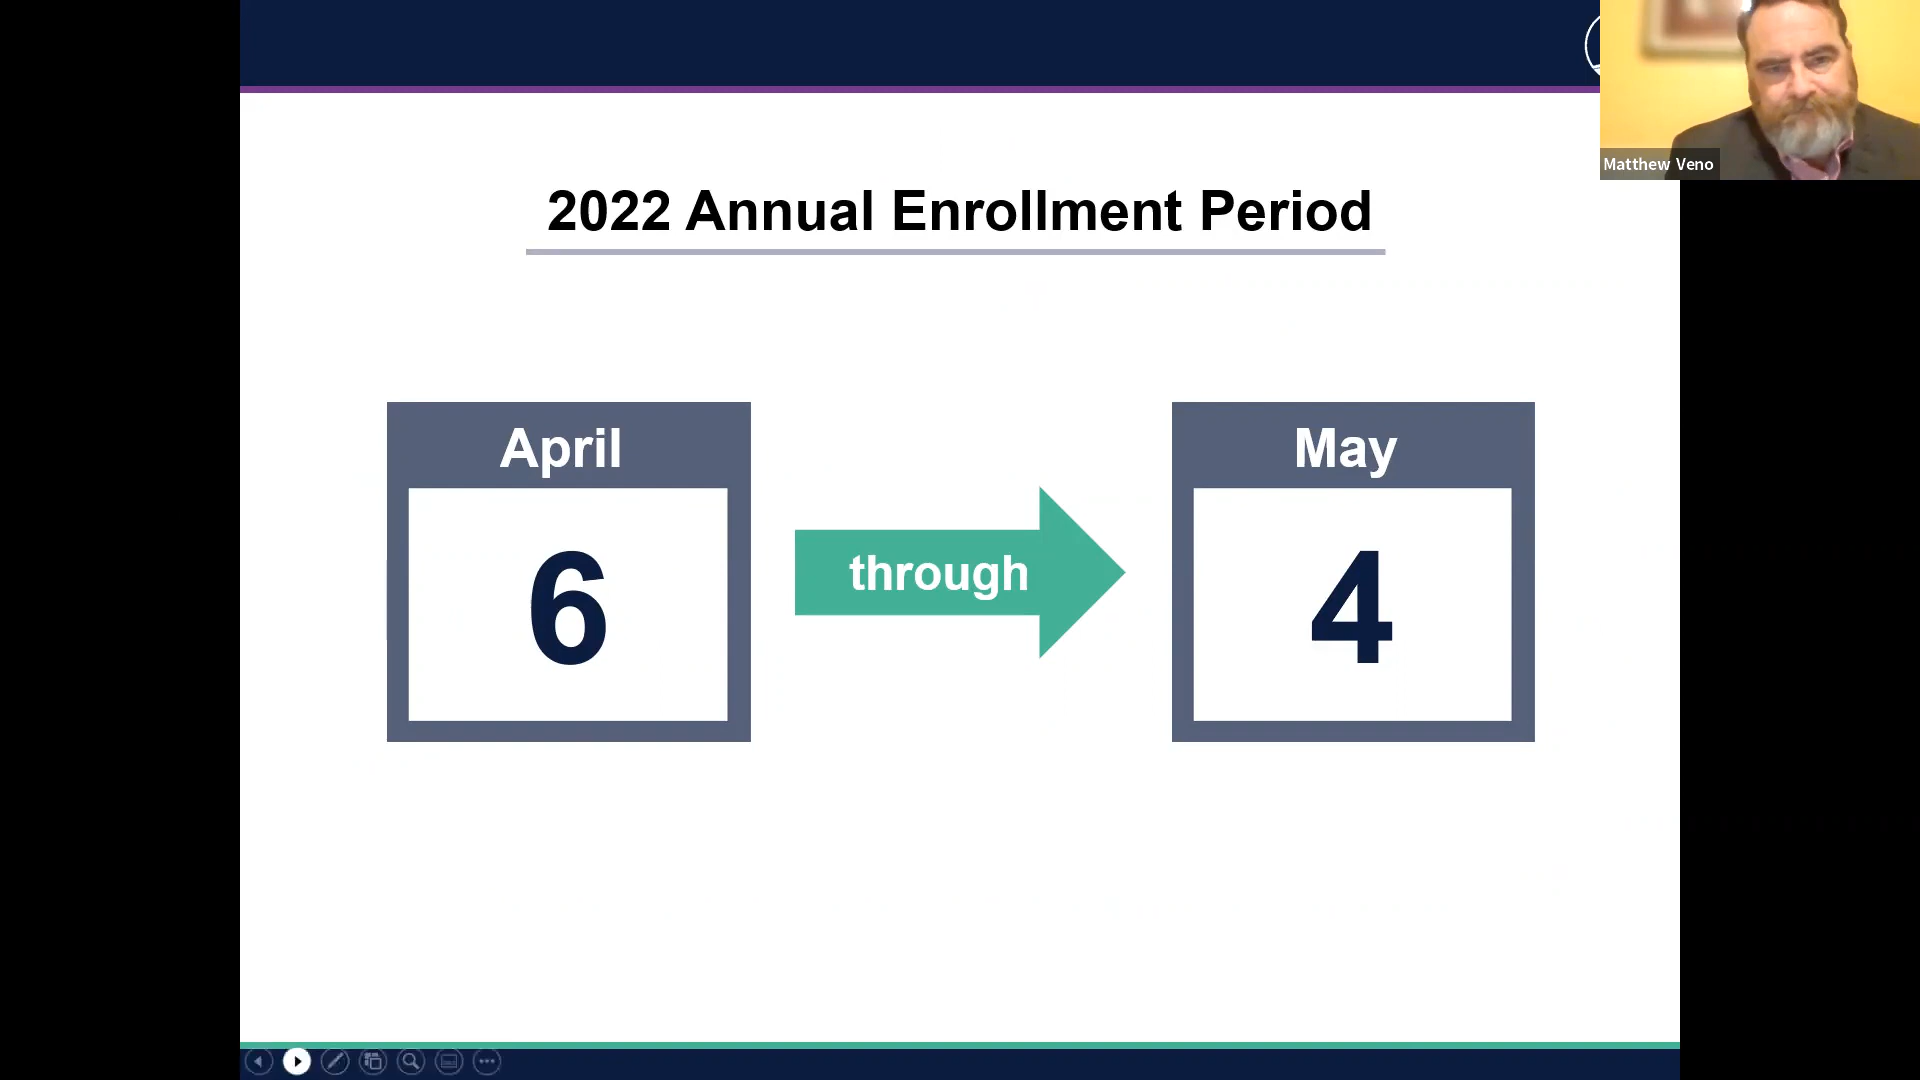 Matthew Veno
2022 Annual Enrollment Period
April
6
through
May
4